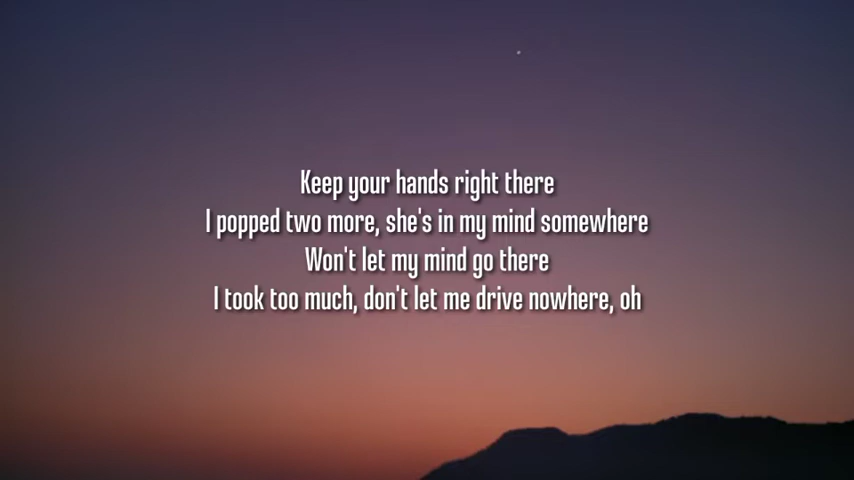 Keep your hands right there
I popped two more, she's in my mind somewhere
Won't let my mind go there
I took too much, don't let me drive nowhere, oh